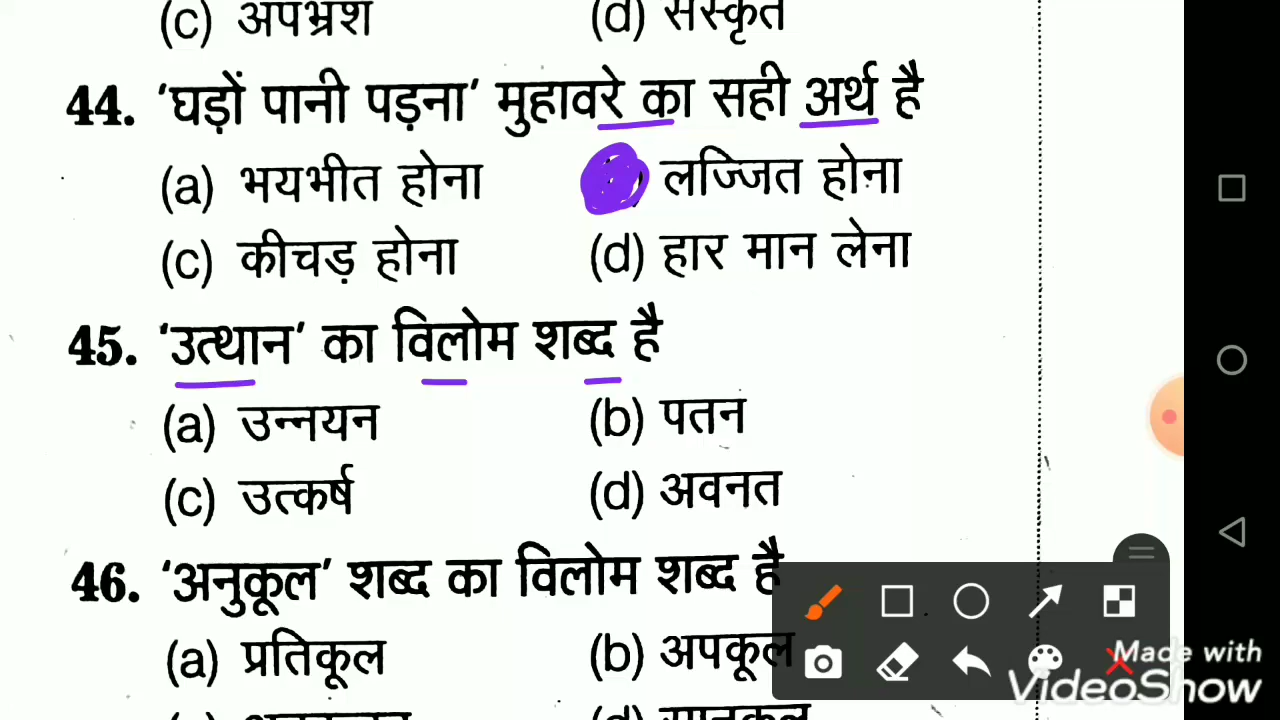 (c) अपभ्रंश (d) संस्कृत
44. 'घड़ों पानी पड़ना' मुहावरे का सही अर्थ है
(a) भयभीत होना लज्जित होना
(c) कीचड़ होना (d) हार मान लेना
45. 'उत्थान' का विलोम शब्द है
(a) उन्नयन (b) पतन
(c) उत्कर्ष (d) अवनत
46. 'अनुकूल' शब्द का विलोम शब्द है
(a) प्रतिकूल (b) अपकूल
Made with
VideoShow